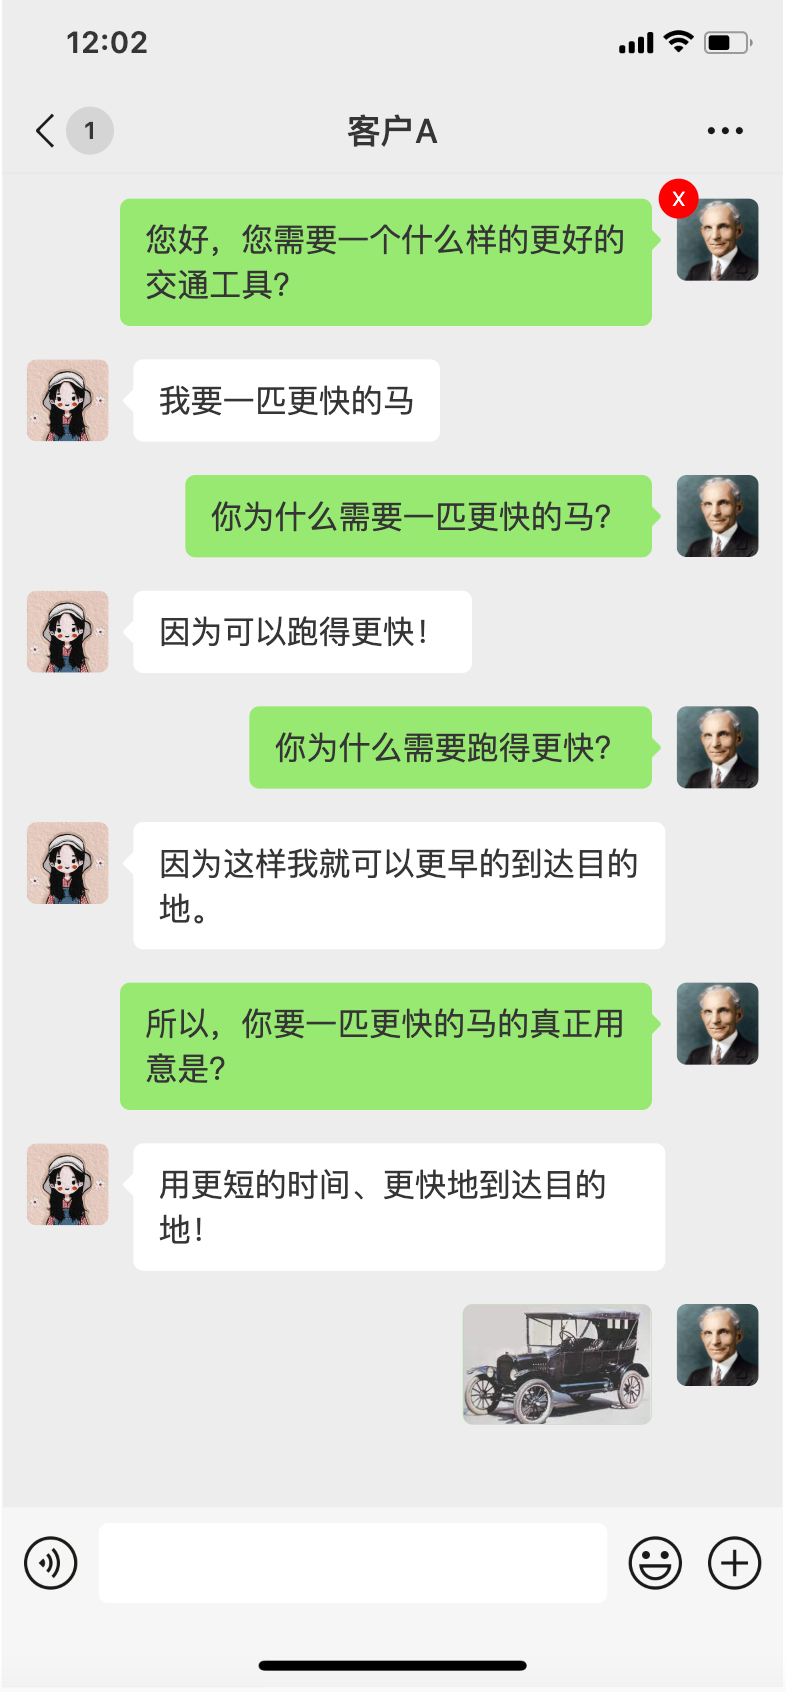 12:02
1
客户A
X
您好，您需要一个什么样的更好的
交通工具?
我要一匹更快的马
你为什么需要一匹更快的马?
因为可以跑得更快!
你为什么需要跑得更快?
因为这样我就可以更早的到达目的
地。
所以，你要一匹更快的马的真正用
意是?
用更短的时间、更快地到达目的
地!